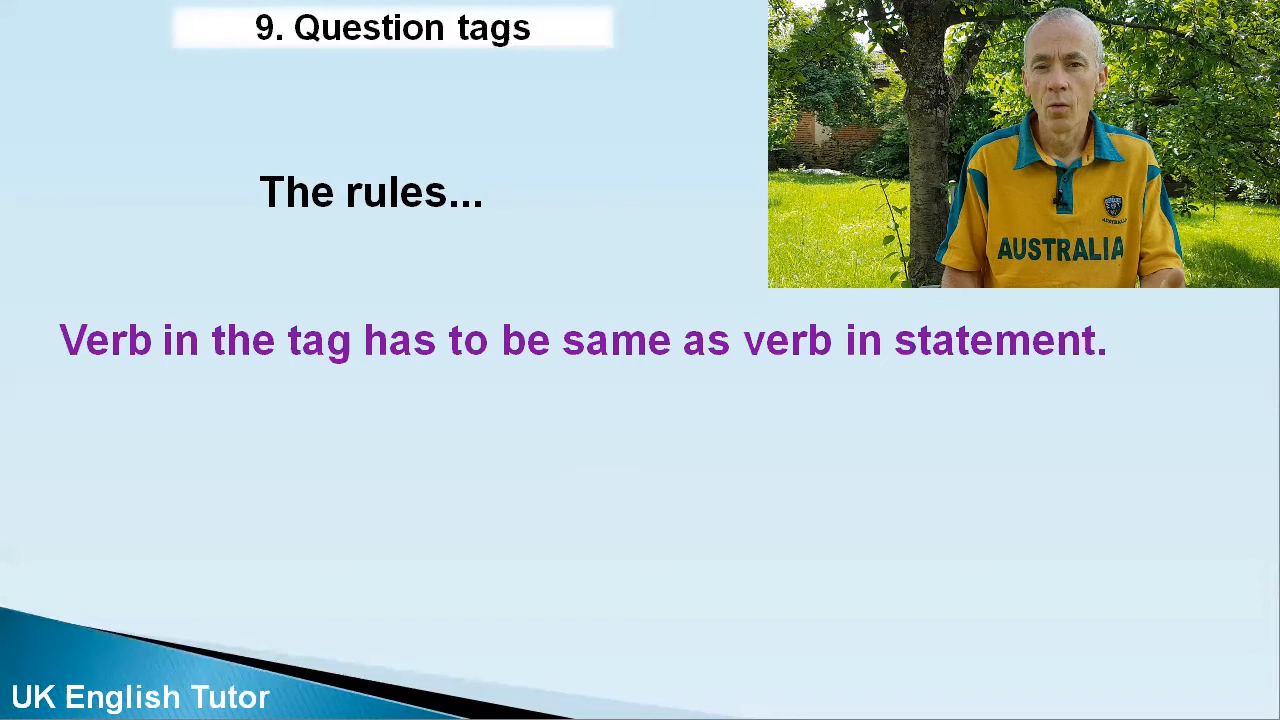 9. Question tags
The rules...
AUSTRALIA
Verb in the tag has to be same as verb in statement.
UK English Tutor